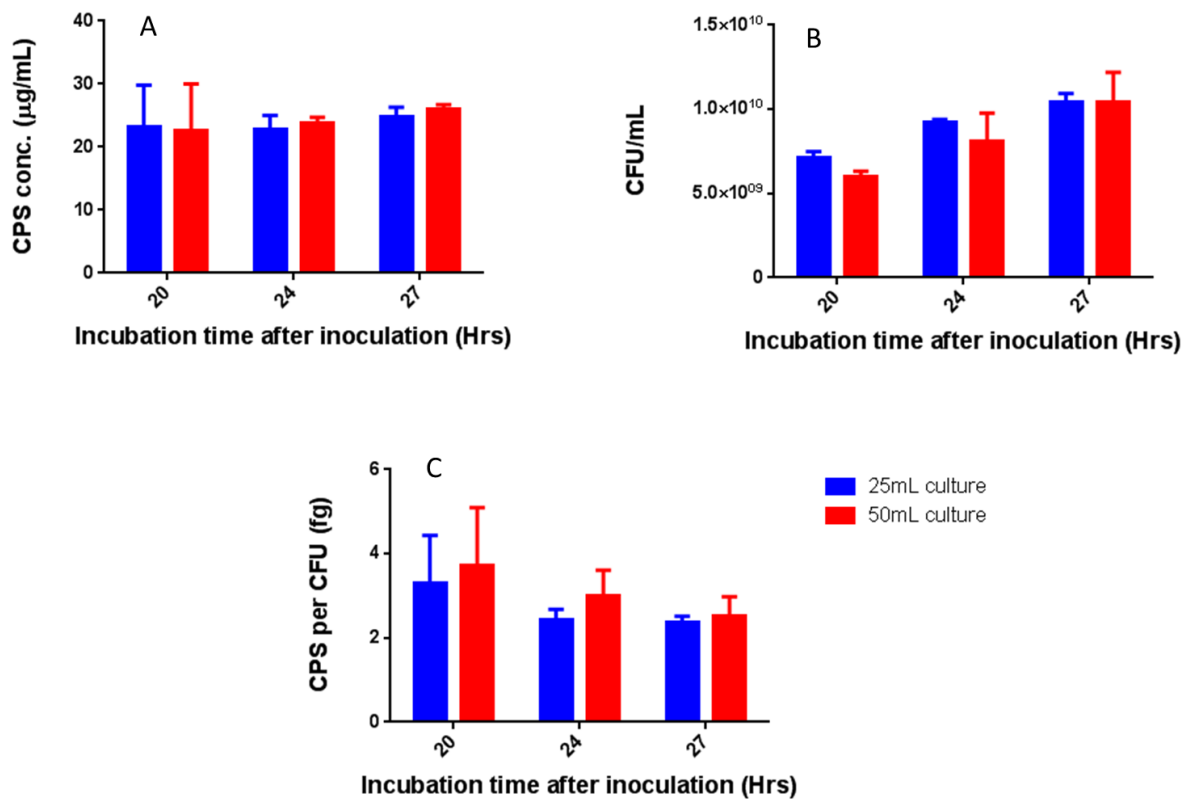 A
CPS conc. (µg/mL)
40
30
20
10
0
20
24
27
Incubation time after inoculation (Hrs)
B
CFU/mL
1.5×10¹⁰
1.0×10¹⁰
5.0×10⁰⁹
0
20
24
27
Incubation time after inoculation (Hrs)
C
CPS per CFU (fg)
6
4
2
0
20
24
27
Incubation time after inoculation (Hrs)
25mL culture
50mL culture